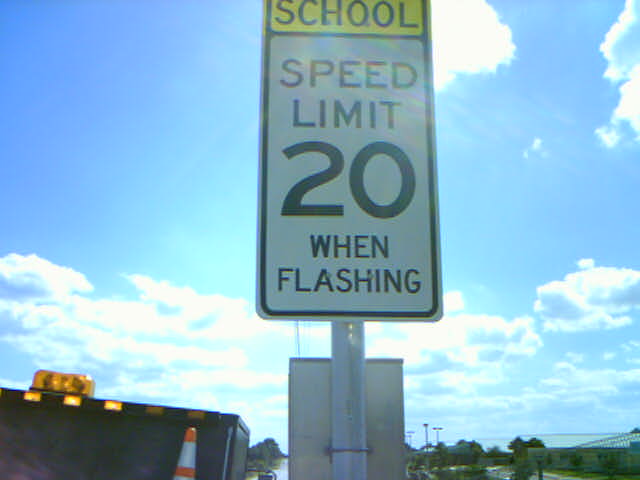 SCHOOL
SPEED
LIMIT
20
WHEN
FLASHING